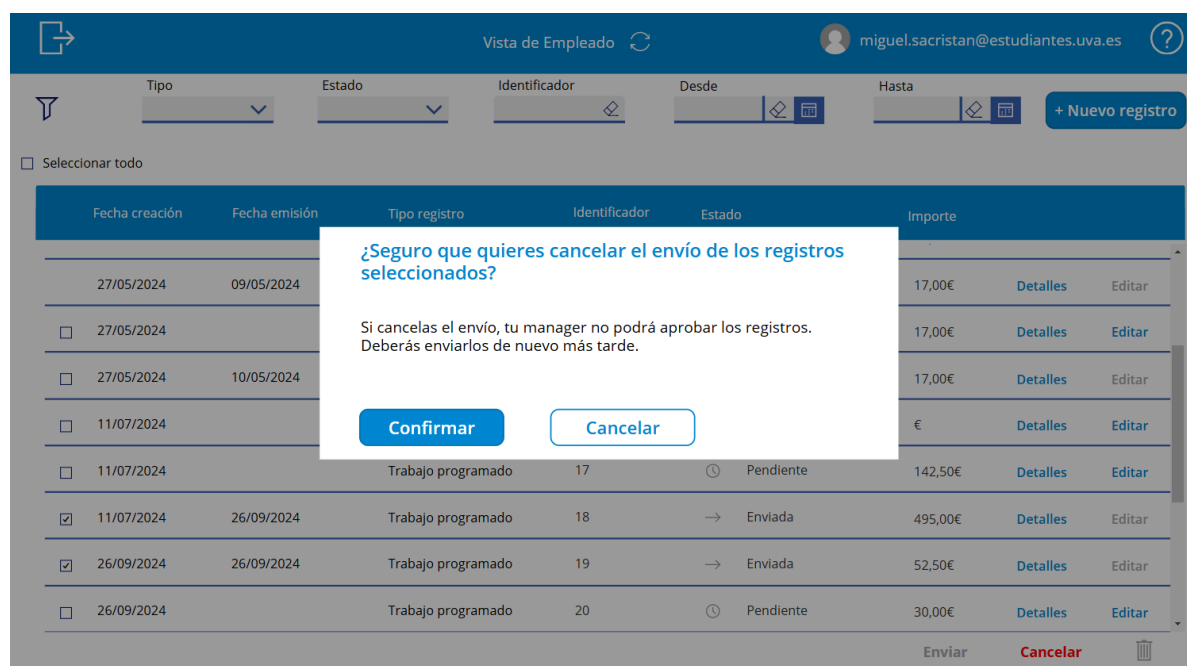 Vista de Empleado
miguel.sacristan@estudiantes.uva.es
?
Tipo Estado Identificador Desde Hasta
+ Nuevo registro
Seleccionar todo
Fecha creación Fecha emisión Tipo registro Identificador Estado Importe
¿Seguro que quieres cancelar el envío de los registros
seleccionados?
Si cancelas el envío, tu manager no podrá aprobar los registros.
Deberás enviarlos de nuevo más tarde.
Confirmar Cancelar
27/05/2024 09/05/2024 17,00€ Detalles Editar
27/05/2024 17,00€ Detalles Editar
27/05/2024 10/05/2024 17,00€ Detalles Editar
11/07/2024 € Detalles Editar
11/07/2024 Trabajo programado 17 Pendiente 142,50€ Detalles Editar
11/07/2024 26/09/2024 Trabajo programado 18 Enviada 495,00€ Detalles Editar
26/09/2024 26/09/2024 Trabajo programado 19 Enviada 52,50€ Detalles Editar
26/09/2024 Trabajo programado 20 Pendiente 30,00€ Detalles Editar
Enviar Cancelar